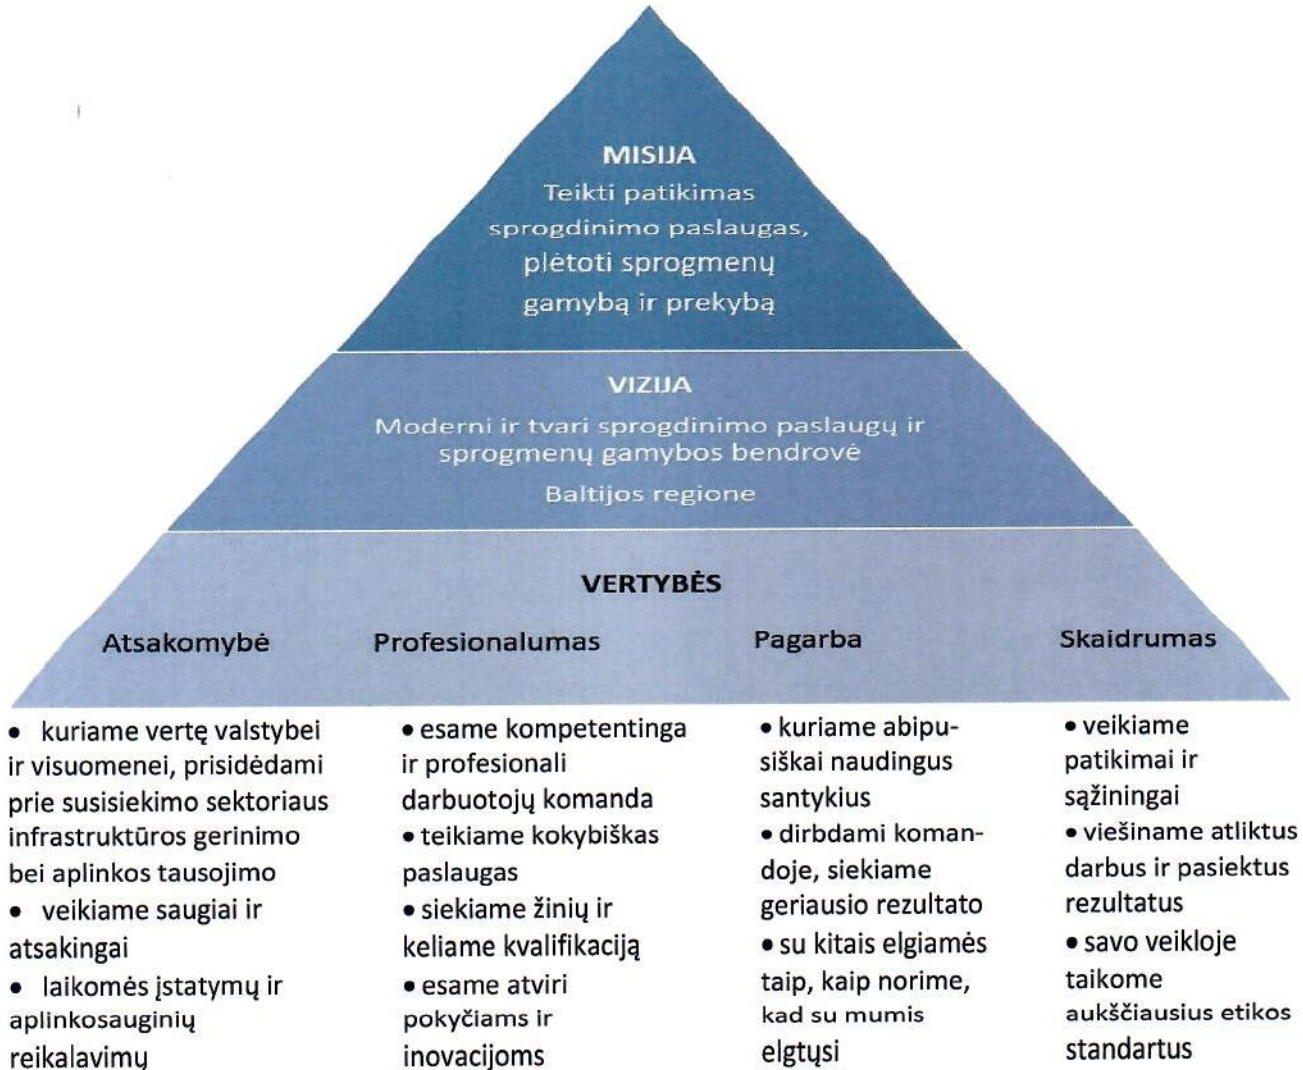 MISIJA
Teikti patikimas
sprogdinimo paslaugas,
plėtoti sprogmenų
gamybą ir prekybą
VIZIJA
Moderni ir tvari sprogdinimo paslaugų ir
sprogmenų gamybos bendrovė
Baltijos regione
VERTYBĖS
Atsakomybė
• kuriame vertę valstybei
ir visuomenei, prisidėdami
prie susisiekimo sektoriaus
infrastruktūros gerinimo
bei aplinkos tausojimo
• veikiame saugiai ir
atsakingai
• laikomės įstatymų ir
aplinkosauginių
reikalavimų
Profesionalumas
• esame kompetentinga
ir profesionali
darbuotojų komanda
• teikiame kokybiškas
paslaugas
• siekiame žinių ir
keliame kvalifikaciją
• esame atviri
pokyčiams ir
inovacijoms
Pagarba
• kuriame abipu-
siškai naudingus
santykius
• dirbdami koman-
doje, siekiame
geriausio rezultato
• su kitais elgiamės
taip, kaip norime,
kad su mumis
elgtųsi
Skaidrumas
• veikiame
patikimai ir
sąžiningai
• viešiname atliktus
darbus ir pasiektus
rezultatus
• savo veikloje
taikome
aukščiausius etikos
standartus